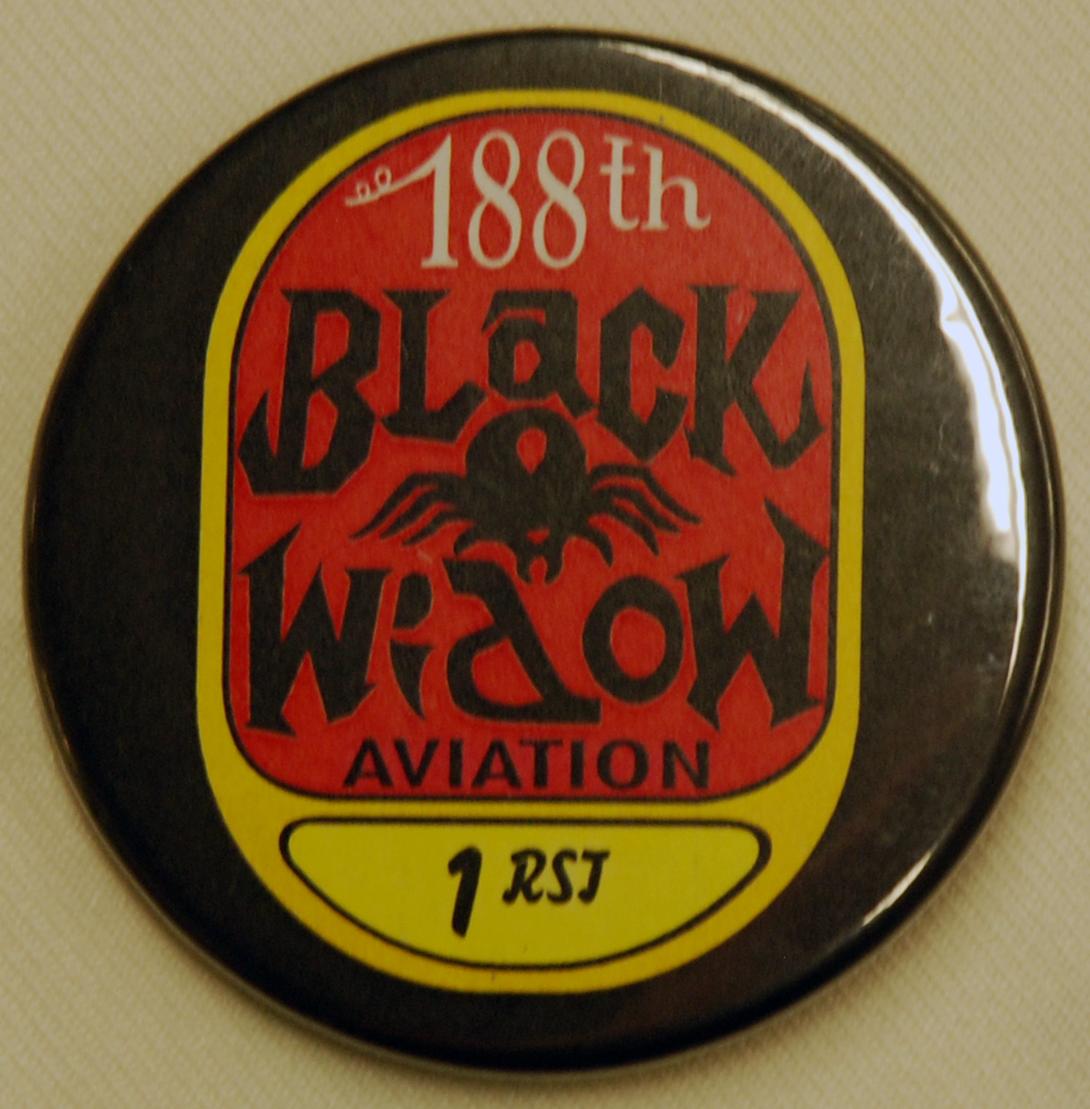 188th
BLaCK
WidOW
AVIATION
1 RST